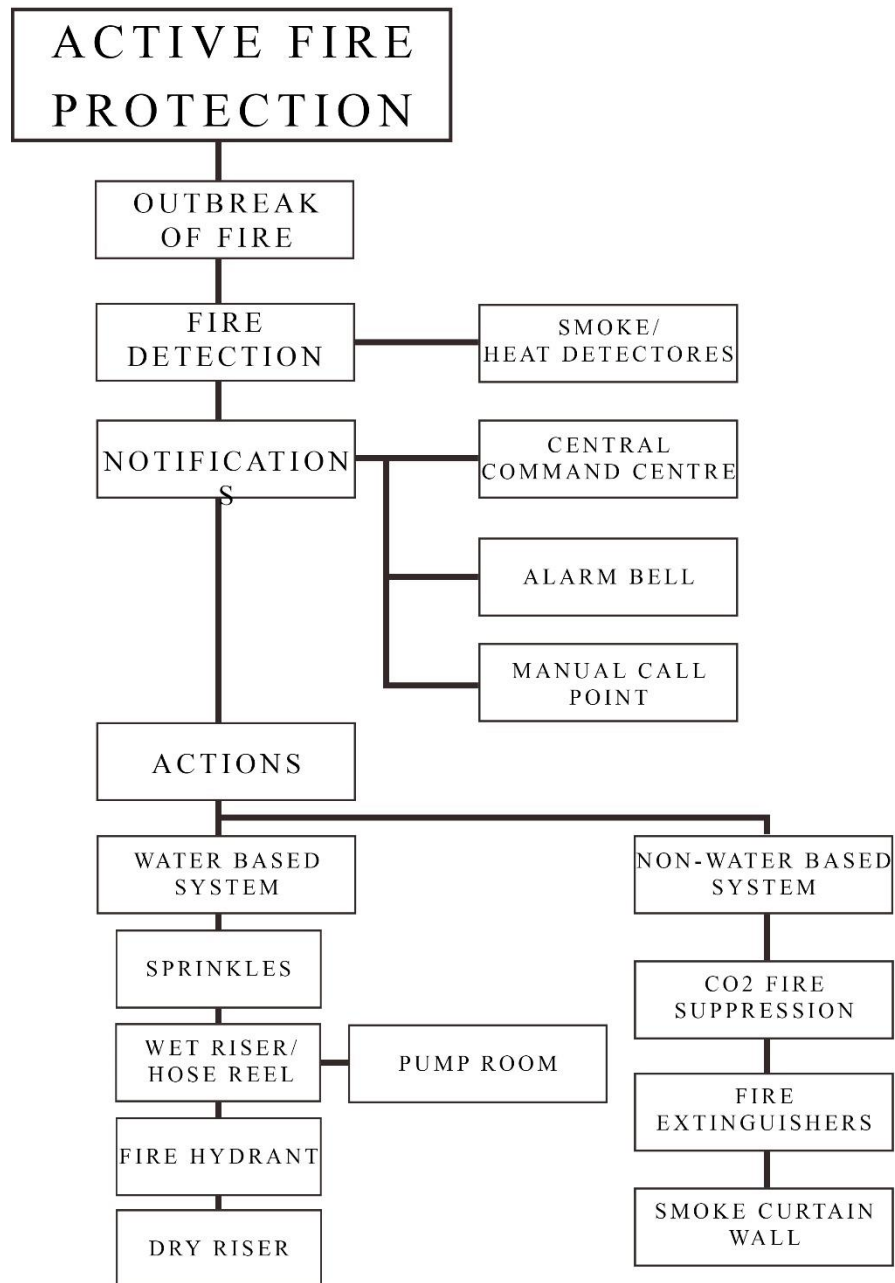 ACTIVE FIRE
PROTECTION
OUTBREAK
OF FIRE
FIRE
DETECTION
SMOKE/
HEAT DETECTORES
NOTIFICATION
S
CENTRAL
COMMAND CENTRE
ALARM BELL
MANUAL CALL
POINT
ACTIONS
WATER BASED
SYSTEM
SPRINKLES
WET RISER/
HOSE REEL
PUMP ROOM
FIRE HYDRANT
DRY RISER
NON-WATER BASED
SYSTEM
CO2 FIRE
SUPPRESSION
FIRE
EXTINGUISHERS
SMOKE CURTAIN
WALL